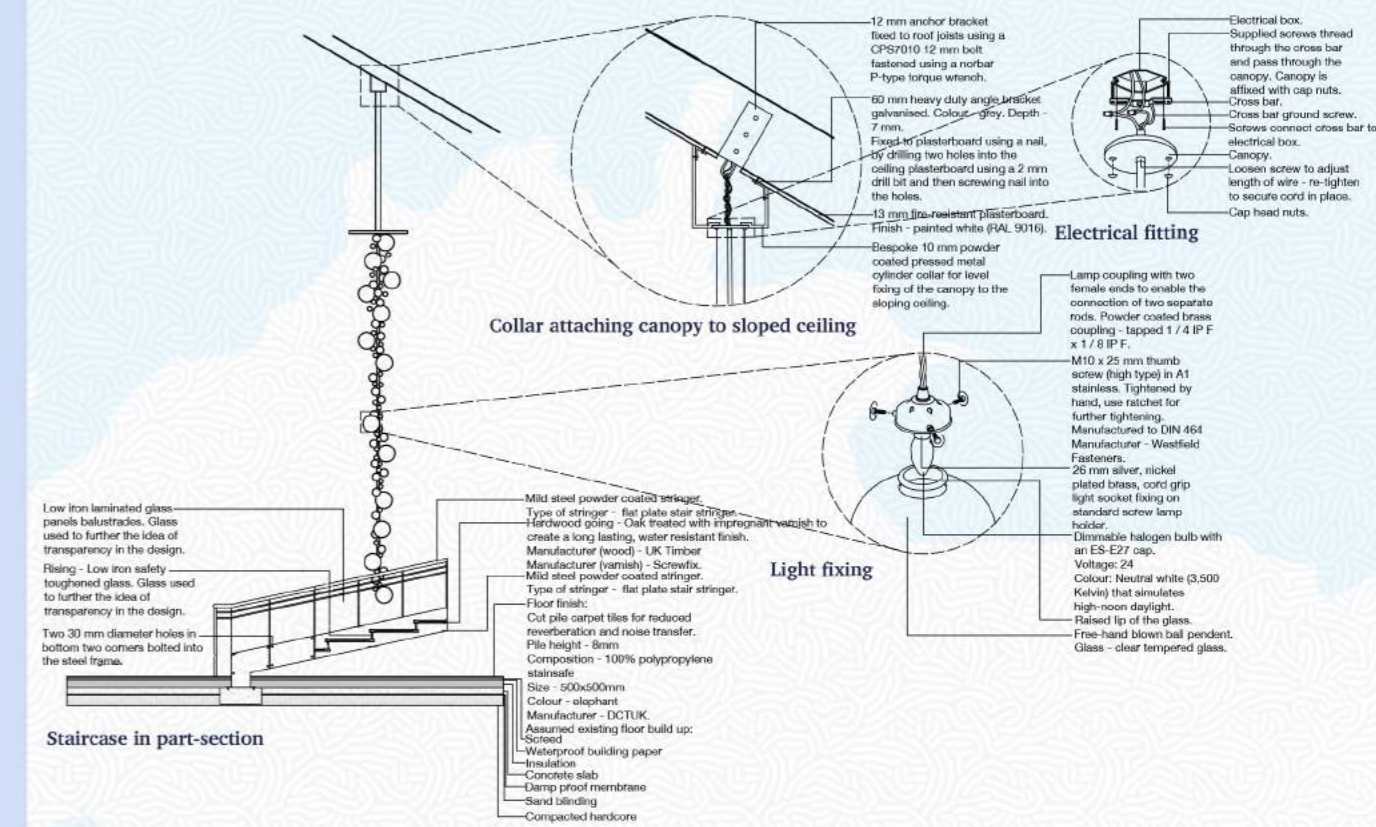 12 mm anchor bracket
fixed to roof joists using a
CPS7010 12 mm bolt
fastened using a norbar
P-type torque wrench.
60 mm heavy duty angle bracket
galvanised. Colour - grey. Depth -
7 mm.
Fixed to plasterboard using a nail,
by drilling two holes into the
ceiling plasterboard using a 2 mm
drill bit and then screwing nail into
the holes.
13 mm fire-resistant plasterboard.
Finish - painted white (RAL 9016).
Bespoke 10 mm powder
coated pressed metal
cylinder collar for level
fixing of the canopy to the
sloping ceiling.
Collar attaching canopy to sloped ceiling
Electrical box.
Supplied screws thread
through the cross bar
and pass through the
canopy. Canopy is
affixed with cap nuts.
Cross bar.
Cross bar ground screw.
Screws connect cross bar to
electrical box.
Canopy.
Loosen screw to adjust
length of wire - re-tighten
to secure cord in place.
Cap head nuts.
Electrical fitting
Lamp coupling with two
female ends to enable the
connection of two separate
rods. Powder coated brass
coupling - tapped 1 / 4 IP F
x 1 / 8 IP F.
M10 x 25 mm thumb
screw (high type) in A1
stainless. Tightened by
hand, use ratchet for
further tightening.
Manufactured to DIN 464
Manufacturer - Westfield
Fasteners.
26 mm silver, nickel
plated brass, cord grip
light socket fixing on
standard screw lamp
holder.
Dimmable halogen bulb with
an ES-E27 cap.
Voltage: 24
Colour: Neutral white (3,500
Kelvin) that simulates
high-noon daylight.
Raised lip of the glass.
Free-hand blown ball pendent.
Glass - clear tempered glass.
Light fixing
Low iron laminated glass
panels balustrades. Glass
used to further the idea of
transparency in the design.
Rising - Low iron safety
toughened glass. Glass used
to further the idea of
transparency in the design.
Two 30 mm diameter holes in
bottom two corners bolted into
the steel frame.
Mild steel powder coated stringer.
Type of stringer - flat plate stair stringer.
Hardwood going - Oak treated with impregnant varnish to
create a long lasting, water resistant finish.
Manufacturer (wood) - UK Timber
Manufacturer (varnish) - Screwfix.
Mild steel powder coated stringer.
Type of stringer - flat plate stair stringer.
Floor finish:
Cut pile carpet tiles for reduced
reverberation and noise transfer.
Pile height - 8mm
Composition - 100% polypropylene
stainsafe
Size - 500x500mm
Colour - elephant
Manufacturer - DCTUK.
Assumed existing floor build up:
Screed
Waterproof building paper
Insulation
Concrete slab
Damp proof membrane
Sand blinding
Compacted hardcore
Staircase in part-section